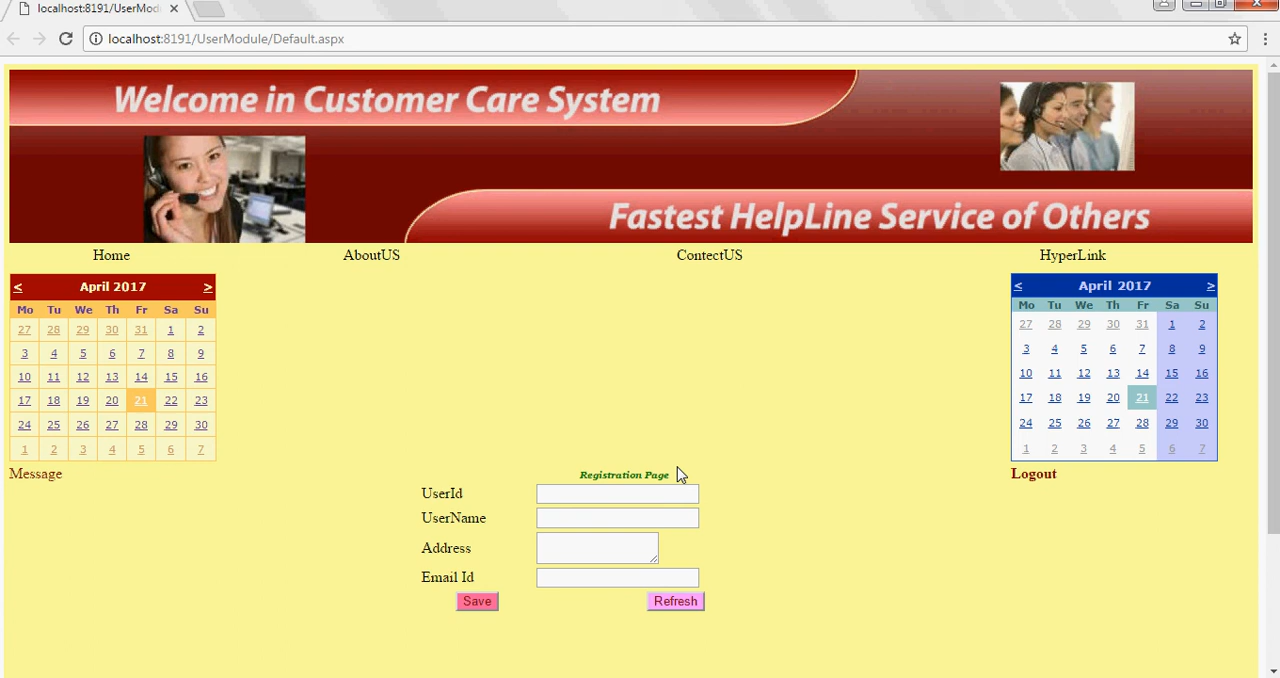 localhost:8191/UserMod
localhost:8191/UserModule/Default.aspx
Welcome in Customer Care System
Fastest HelpLine Service of Others
Home AboutUS ContectUS HyperLink
< April 2017 >
Mo Tu We Th Fr Sa Su
27 28 29 30 31 1 2
3 4 5 6 7 8 9
10 11 12 13 14 15 16
17 18 19 20 21 22 23
24 25 26 27 28 29 30
1 2 3 4 5 6 7
< April 2017 >
Mo Tu We Th Fr Sa Su
27 28 29 30 31 1 2
3 4 5 6 7 8 9
10 11 12 13 14 15 16
17 18 19 20 21 22 23
24 25 26 27 28 29 30
1 2 3 4 5 6 7
Message
Registration Page
Logout
UserId
UserName
Address
Email Id
Save Refresh